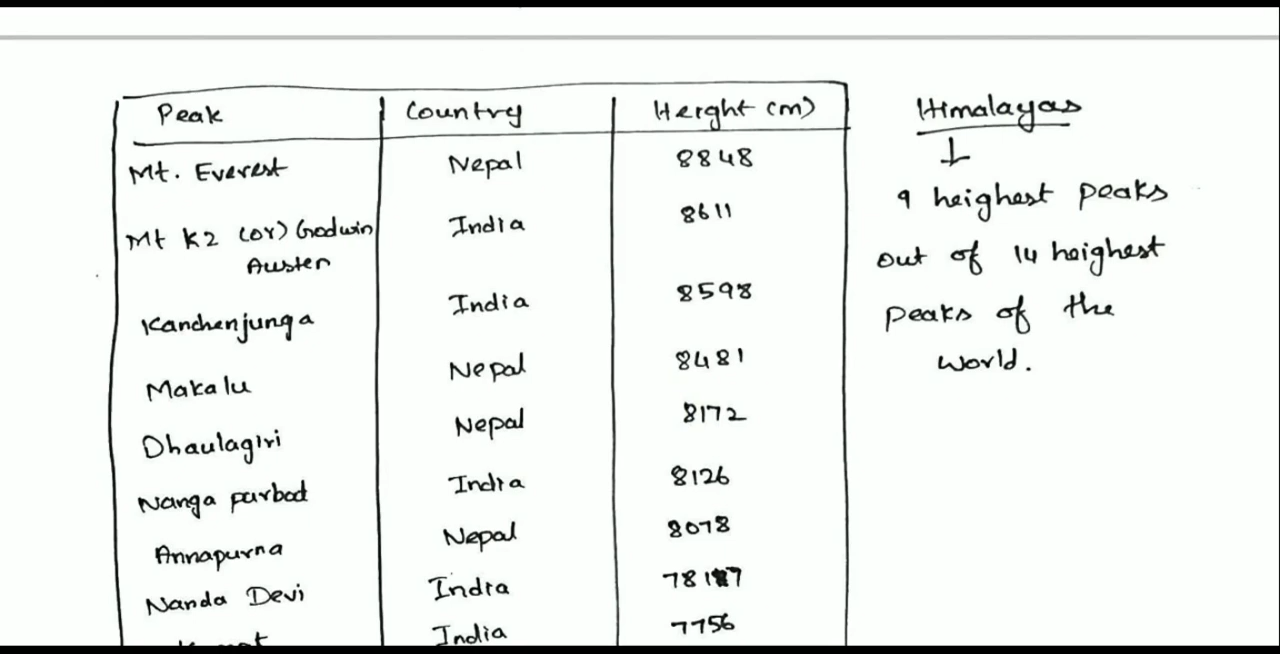 Peak Country Height (m)
Mt. Everest Nepal 8848
Mt K2 (or) Godwin India 8611
Austen
Kanchenjunga India 8598
Makalu Nepal 8481
Dhaulagiri Nepal 8172
Nanga parbat India 8126
Annapurna Nepal 8078
Nanda Devi India 7817
India 7756
Himalayas
9 heighest peaks
out of 14 heighest
peaks of the
world.